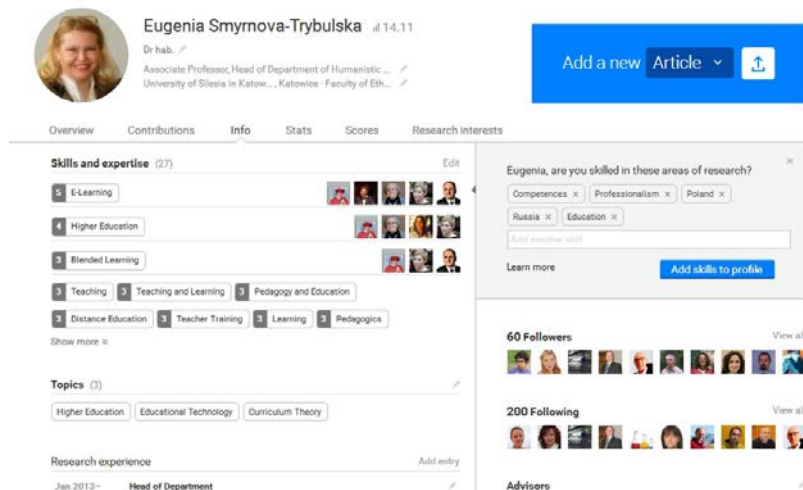 Eugenia Smyrnova-Trybulska 14.11
Dr hab.
Associate Professor, Head of Department of Humanistic ...
University of Silesia in Katow..., Katowice · Faculty of Eth...
Add a new Article
Overview Contributions Info Stats Scores Research interests
Skills and expertise (27) Edit
5 E-Learning
4 Higher Education
3 Blended Learning
3 Teaching 3 Teaching and Learning 3 Pedagogy and Education
3 Distance Education 3 Teacher Training 3 Learning 3 Pedagogics
Show more
Topics (3)
Higher Education Educational Technology Curriculum Theory
Research experience Add entry
Jan 2013– Head of Department
Eugenia, are you skilled in these areas of research? ×
Competences × Professionalism × Poland ×
Russia × Education ×
Add another skill
Learn more Add skills to profile
60 Followers View all
200 Following View all
Advisors